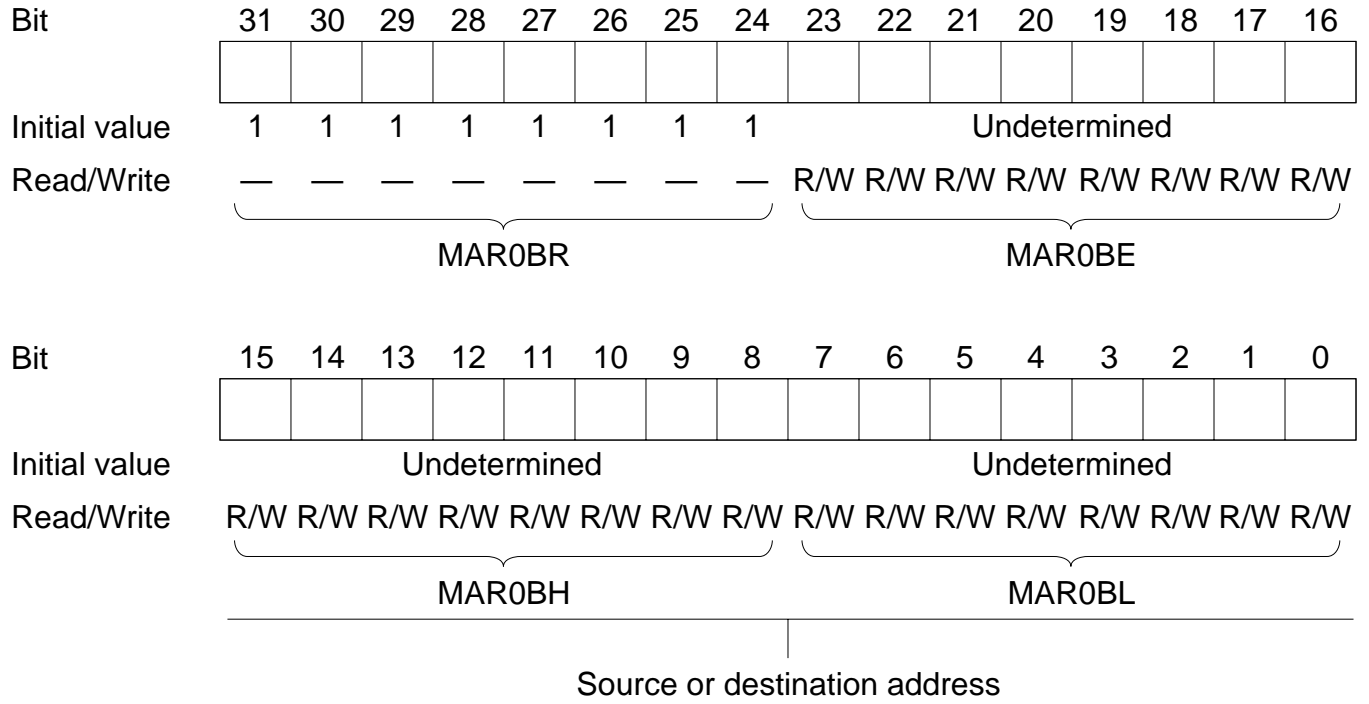 Bit 31 30 29 28 27 26 25 24 23 22 21 20 19 18 17 16
Initial value 1 1 1 1 1 1 1 1 Undetermined
Read/Write — — — — — — — — R/W R/W R/W R/W R/W R/W R/W R/W
MAR0BR MAR0BE
Bit 15 14 13 12 11 10 9 8 7 6 5 4 3 2 1 0
Initial value Undetermined Undetermined
Read/Write R/W R/W R/W R/W R/W R/W R/W R/W R/W R/W R/W R/W R/W R/W R/W R/W
MAR0BH MAR0BL
Source or destination address